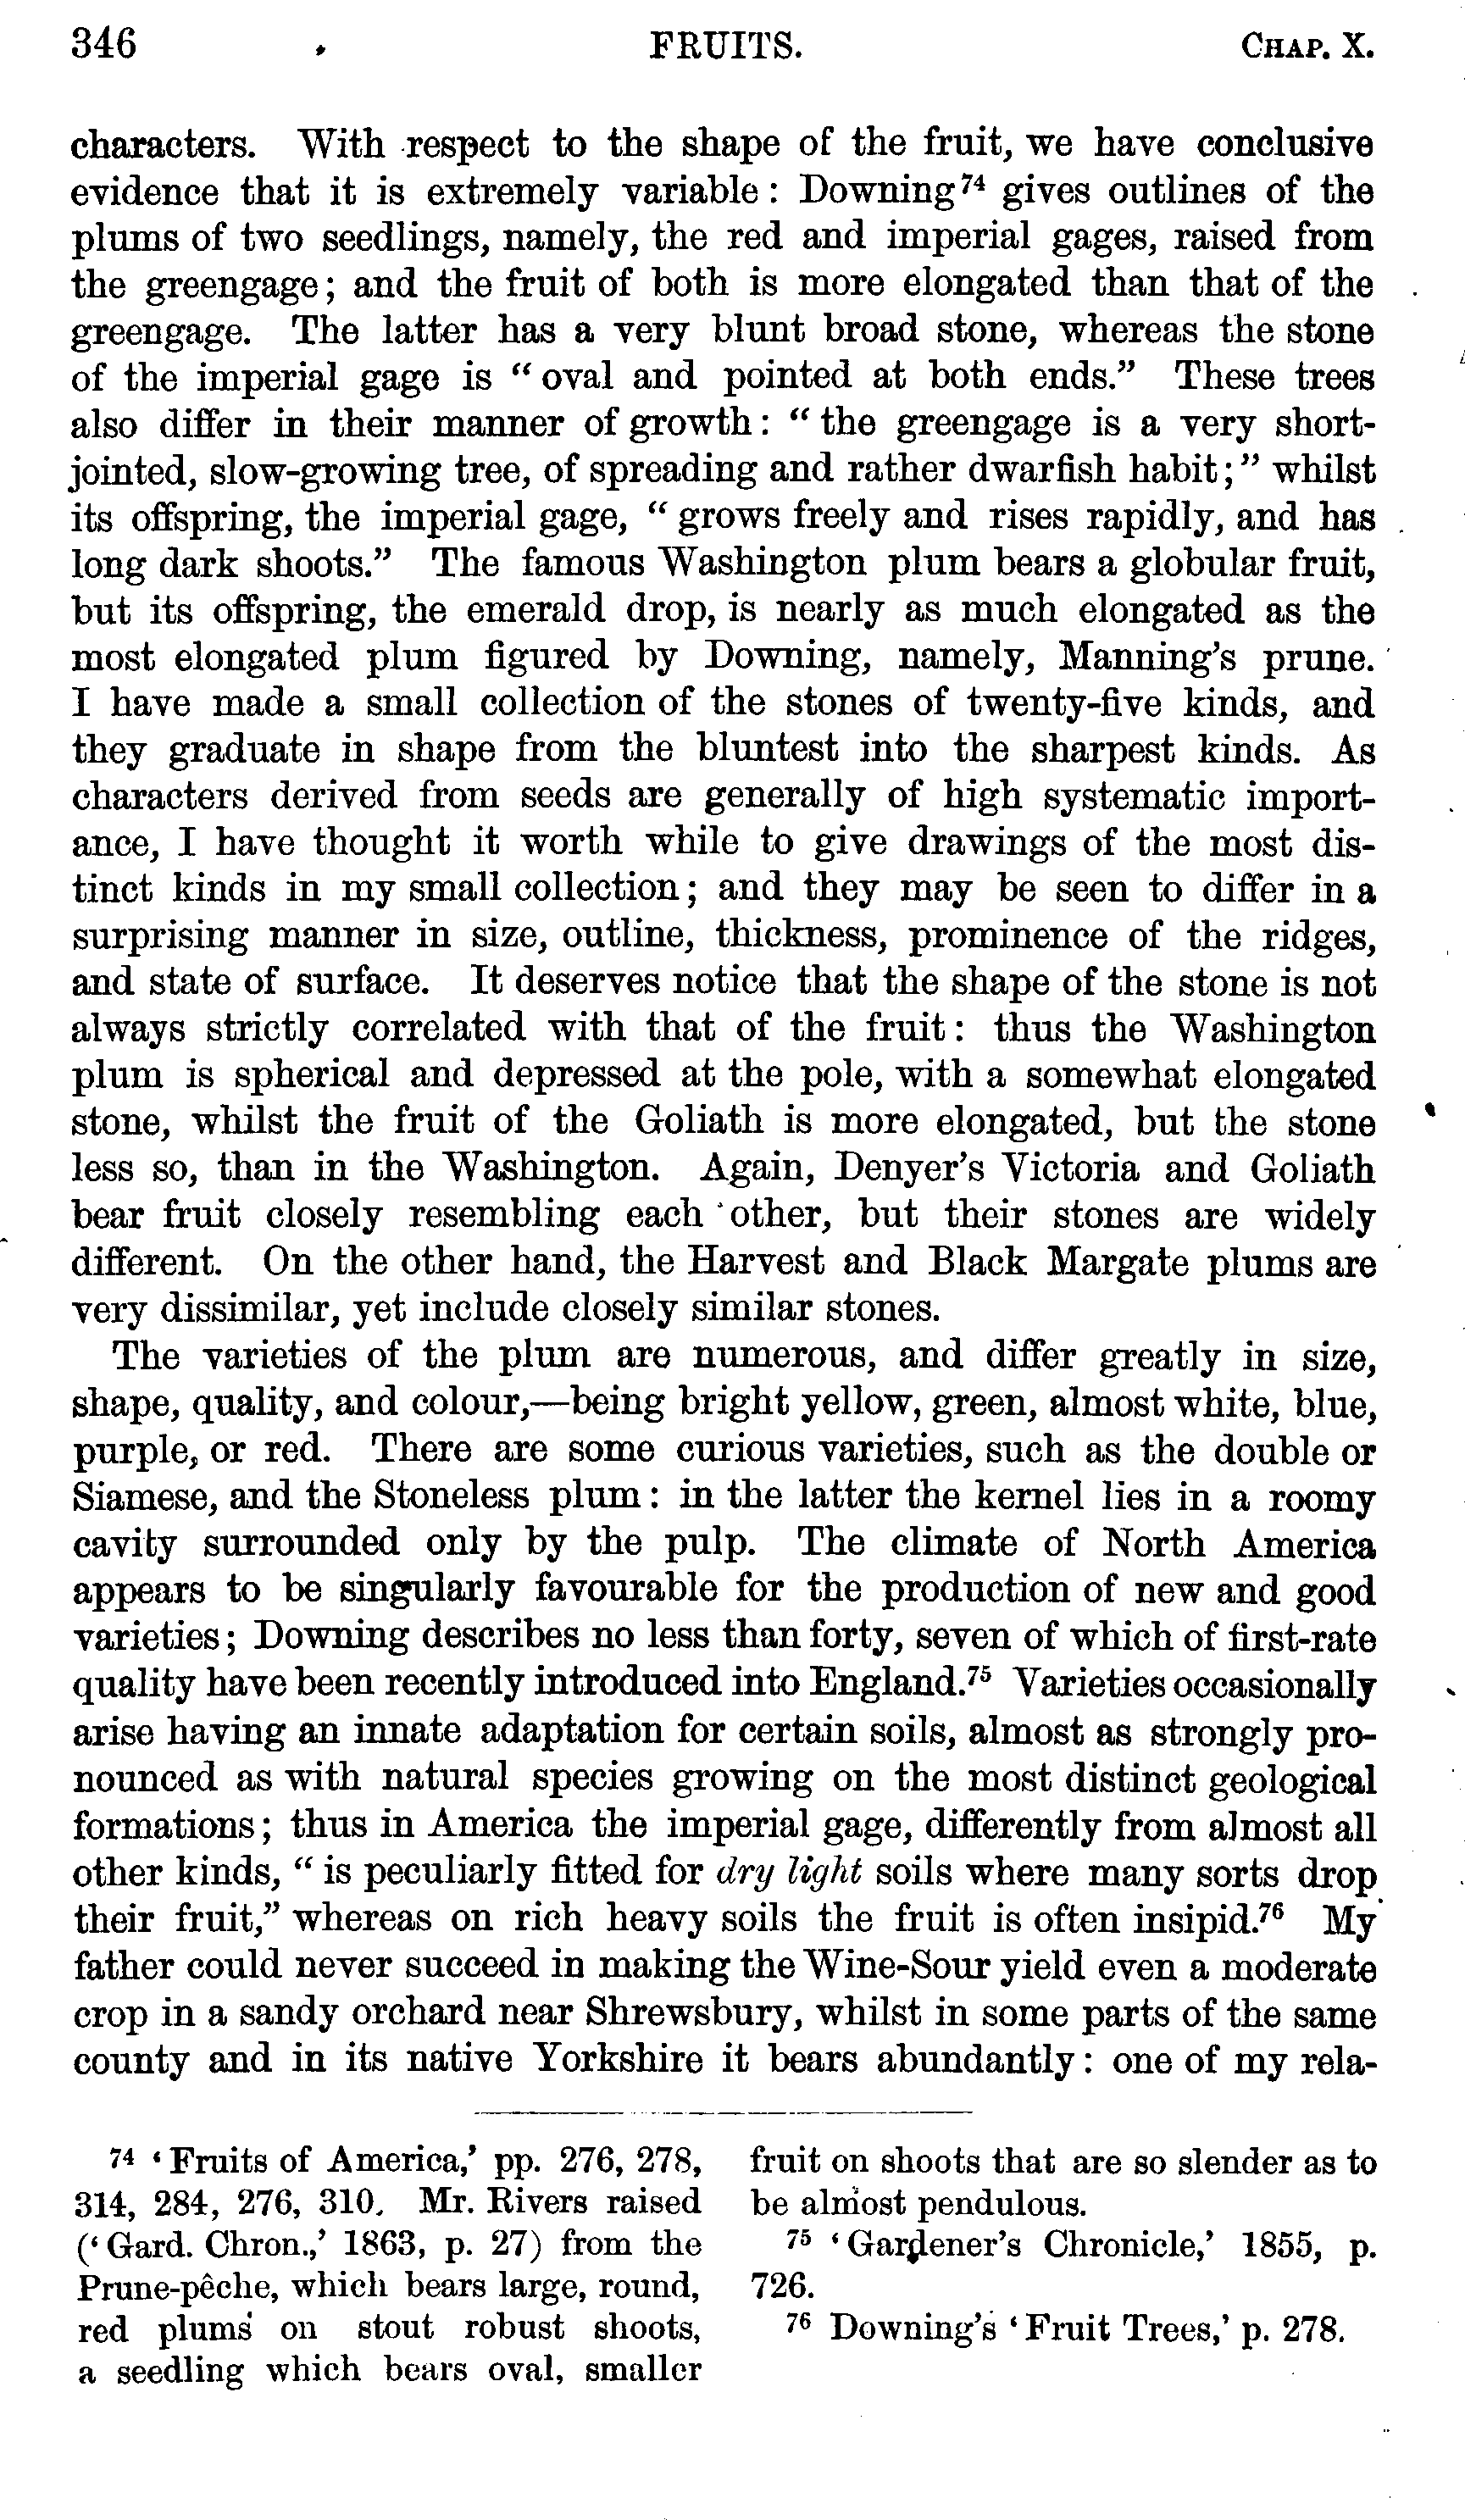 346 FRUITS. CHAP. X.
characters. With respect to the shape of the fruit, we have conclusive
evidence that it is extremely variable: Downing⁷⁴ gives outlines of the
plums of two seedlings, namely, the red and imperial gages, raised from
the greengage; and the fruit of both is more elongated than that of the
greengage. The latter has a very blunt broad stone, whereas the stone
of the imperial gage is “oval and pointed at both ends.” These trees
also differ in their manner of growth: “the greengage is a very short-
jointed, slow-growing tree, of spreading and rather dwarfish habit;” whilst
its offspring, the imperial gage, “grows freely and rises rapidly, and has
long dark shoots.” The famous Washington plum bears a globular fruit,
but its offspring, the emerald drop, is nearly as much elongated as the
most elongated plum figured by Downing, namely, Manning’s prune.
I have made a small collection of the stones of twenty-five kinds, and
they graduate in shape from the bluntest into the sharpest kinds. As
characters derived from seeds are generally of high systematic import-
ance, I have thought it worth while to give drawings of the most dis-
tinct kinds in my small collection; and they may be seen to differ in a
surprising manner in size, outline, thickness, prominence of the ridges,
and state of surface. It deserves notice that the shape of the stone is not
always strictly correlated with that of the fruit: thus the Washington
plum is spherical and depressed at the pole, with a somewhat elongated
stone, whilst the fruit of the Goliath is more elongated, but the stone
less so, than in the Washington. Again, Denyer’s Victoria and Goliath
bear fruit closely resembling each other, but their stones are widely
different. On the other hand, the Harvest and Black Margate plums are
very dissimilar, yet include closely similar stones.
The varieties of the plum are numerous, and differ greatly in size,
shape, quality, and colour,—being bright yellow, green, almost white, blue,
purple, or red. There are some curious varieties, such as the double or
Siamese, and the Stoneless plum: in the latter the kernel lies in a roomy
cavity surrounded only by the pulp. The climate of North America
appears to be singularly favourable for the production of new and good
varieties; Downing describes no less than forty, seven of which of first-rate
quality have been recently introduced into England.⁷⁵ Varieties occasionally
arise having an innate adaptation for certain soils, almost as strongly pro-
nounced as with natural species growing on the most distinct geological
formations; thus in America the imperial gage, differently from almost all
other kinds, “is peculiarly fitted for dry light soils where many sorts drop
their fruit,” whereas on rich heavy soils the fruit is often insipid.⁷⁶ My
father could never succeed in making the Wine-Sour yield even a moderate
crop in a sandy orchard near Shrewsbury, whilst in some parts of the same
county and in its native Yorkshire it bears abundantly: one of my rela-
⁷⁴ ‘Fruits of America,’ pp. 276, 278,
314, 284, 276, 310. Mr. Rivers raised
(‘Gard. Chron.,’ 1863, p. 27) from the
Prune-pêche, which bears large, round,
red plums on stout robust shoots,
a seedling which bears oval, smaller
fruit on shoots that are so slender as to
be almost pendulous.
⁷⁵ ‘Gardener’s Chronicle,’ 1855, p.
726.
⁷⁶ Downing’s ‘Fruit Trees,’ p. 278.